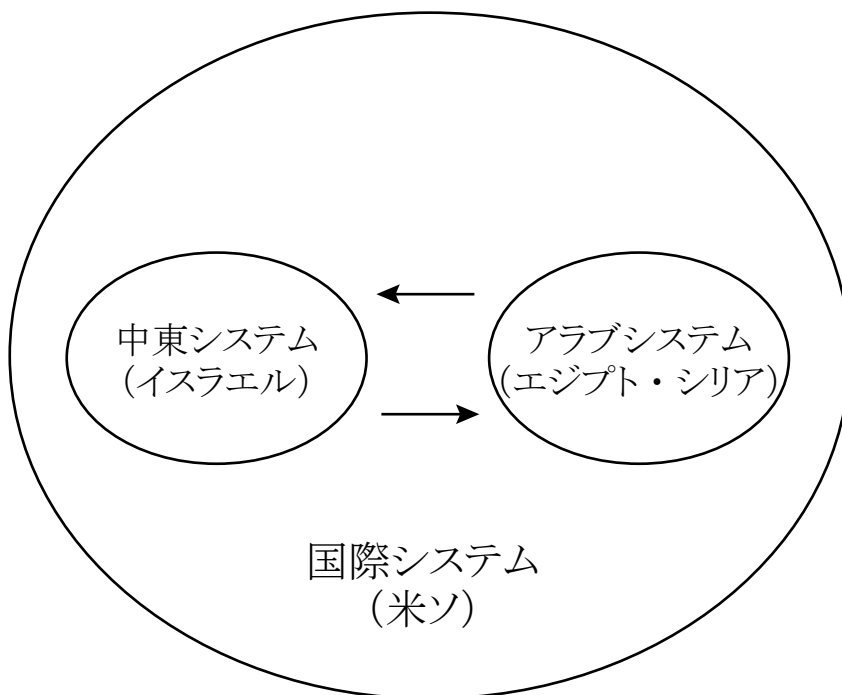 中東システム
(イスラエル)
アラブシステム
(エジプト・シリア)
国際システム
(米ソ)